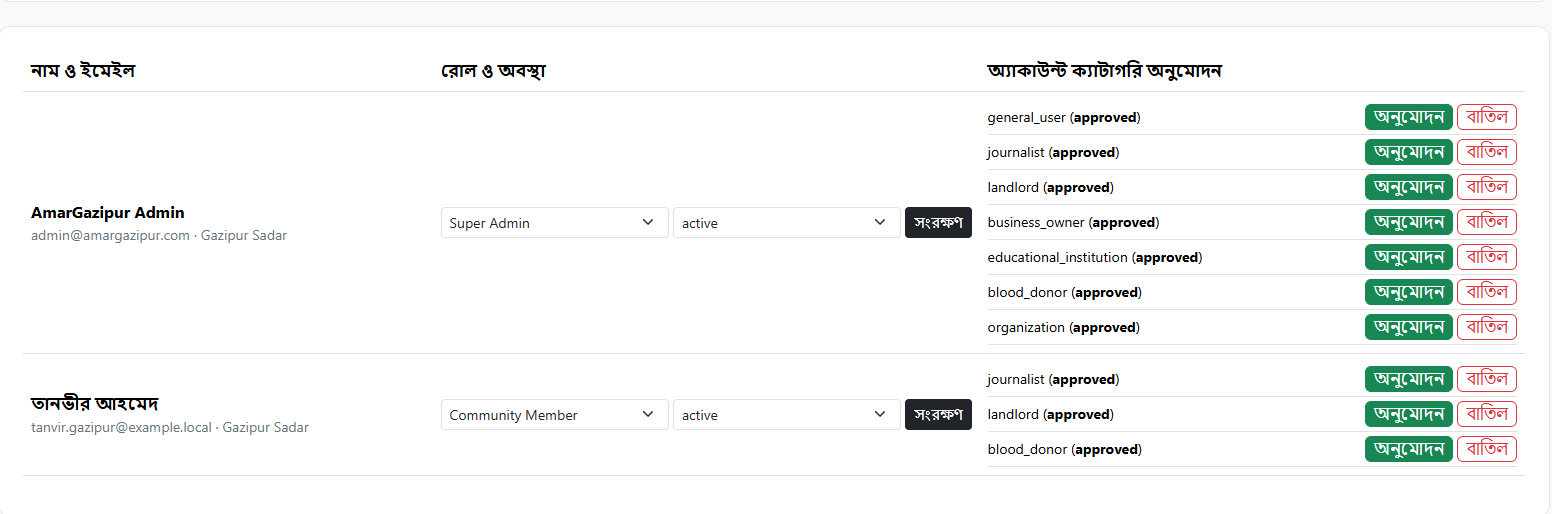 নাম ও ইমেইল রোল ও অবস্থা অ্যাকাউন্ট ক্যাটাগরি অনুমোদন
AmarGazipur Admin
admin@amargazipur.com · Gazipur Sadar
Super Admin active সংরক্ষণ
general_user (approved) অনুমোদন বাতিল
journalist (approved) অনুমোদন বাতিল
landlord (approved) অনুমোদন বাতিল
business_owner (approved) অনুমোদন বাতিল
educational_institution (approved) অনুমোদন বাতিল
blood_donor (approved) অনুমোদন বাতিল
organization (approved) অনুমোদন বাতিল
তানভীর আহমেদ
tanvir.gazipur@example.local · Gazipur Sadar
Community Member active সংরক্ষণ
journalist (approved) অনুমোদন বাতিল
landlord (approved) অনুমোদন বাতিল
blood_donor (approved) অনুমোদন বাতিল